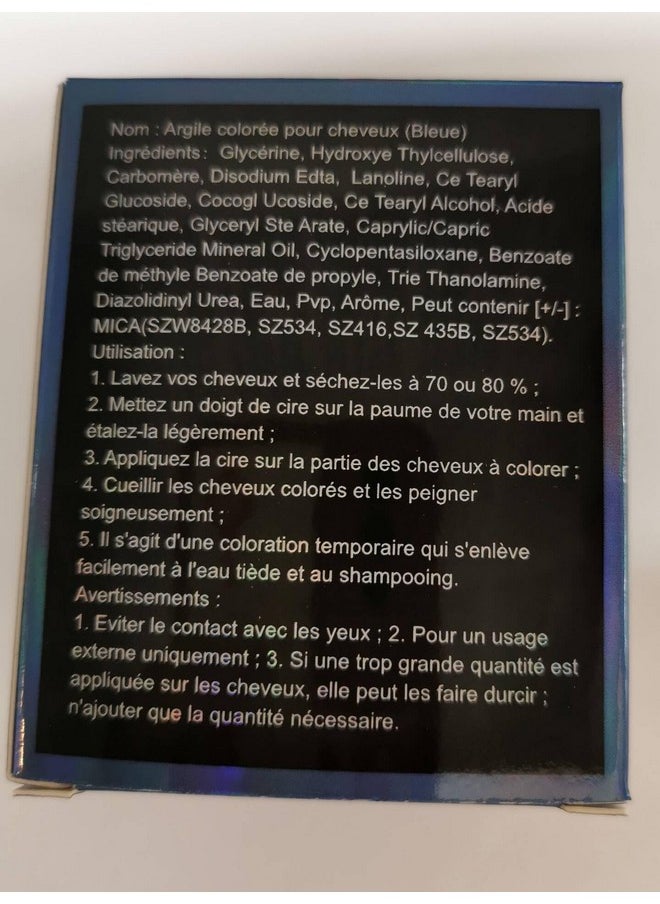 Nom : Argile colorée pour cheveux (Bleue)
Ingrédients : Glycérine, Hydroxye Thylcellulose,
Carbomère, Disodium Edta, Lanoline, Ce Tearyl
Glucoside, Cocogl Ucoside, Ce Tearyl Alcohol, Acide
stéarique, Glyceryl Ste Arate, Caprylic/Capric
Triglyceride Mineral Oil, Cyclopentasiloxane, Benzoate
de méthyle Benzoate de propyle, Trie Thanolamine,
Diazolidinyl Urea, Eau, Pvp, Arôme, Peut contenir [+/-] :
MICA(SZW8428B, SZ534, SZ416,SZ 435B, SZ534).
Utilisation :
1. Lavez vos cheveux et séchez-les à 70 ou 80 % ;
2. Mettez un doigt de cire sur la paume de votre main et
étalez-la légèrement ;
3. Appliquez la cire sur la partie des cheveux à colorer ;
4. Cueillir les cheveux colorés et les peigner
soigneusement ;
5. Il s'agit d'une coloration temporaire qui s'enlève
facilement à l'eau tiède et au shampooing.
Avertissements :
1. Eviter le contact avec les yeux ; 2. Pour un usage
externe uniquement ; 3. Si une trop grande quantité est
appliquée sur les cheveux, elle peut les faire durcir ;
n'ajouter que la quantité nécessaire.